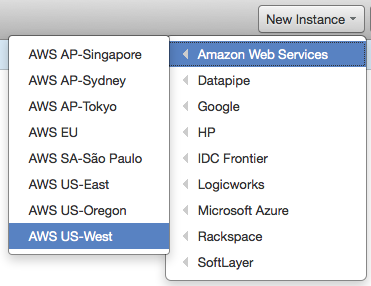 New Instance
AWS AP-Singapore
AWS AP-Sydney
AWS AP-Tokyo
AWS EU
AWS SA-São Paulo
AWS US-East
AWS US-Oregon
AWS US-West
Amazon Web Services
Datapipe
Google
HP
IDC Frontier
Logicworks
Microsoft Azure
Rackspace
SoftLayer